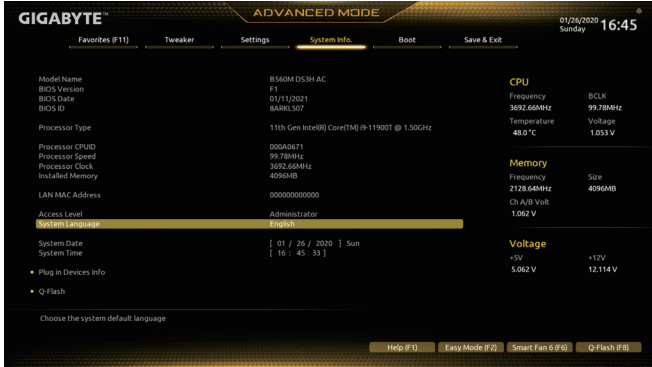 GIGABYTE™
ADVANCED MODE
01/26/2020
Sunday
16:45
Favorites (F11) Tweaker Settings System Info. Boot Save & Exit
Model Name B560M DS3H AC
BIOS Version F1
BIOS Date 01/11/2021
BIOS ID 8ARKLS07
Processor Type 11th Gen Intel(R) Core(TM) i9-11900T @ 1.50GHz
Processor CPUID 000A0671
Processor Speed 99.78MHz
Processor Clock 3692.66MHz
Installed Memory 4096MB
LAN MAC Address 000000000000
Access Level Administrator
System Language English
System Date [ 01 / 26 / 2020 ] Sun
System Time [ 16 : 45 : 33 ]
Plug in Devices Info
Q-Flash
Choose the system default language
CPU
Frequency BCLK
3692.66MHz 99.78MHz
Temperature Voltage
48.0 °C 1.053 V
Memory
Frequency Size
2128.64MHz 4096MB
Ch A/B Volt
1.062 V
Voltage
+5V +12V
5.062 V 12.114 V
Help (F1) Easy Mode (F2) Smart Fan 6 (F6) Q-Flash (F8)